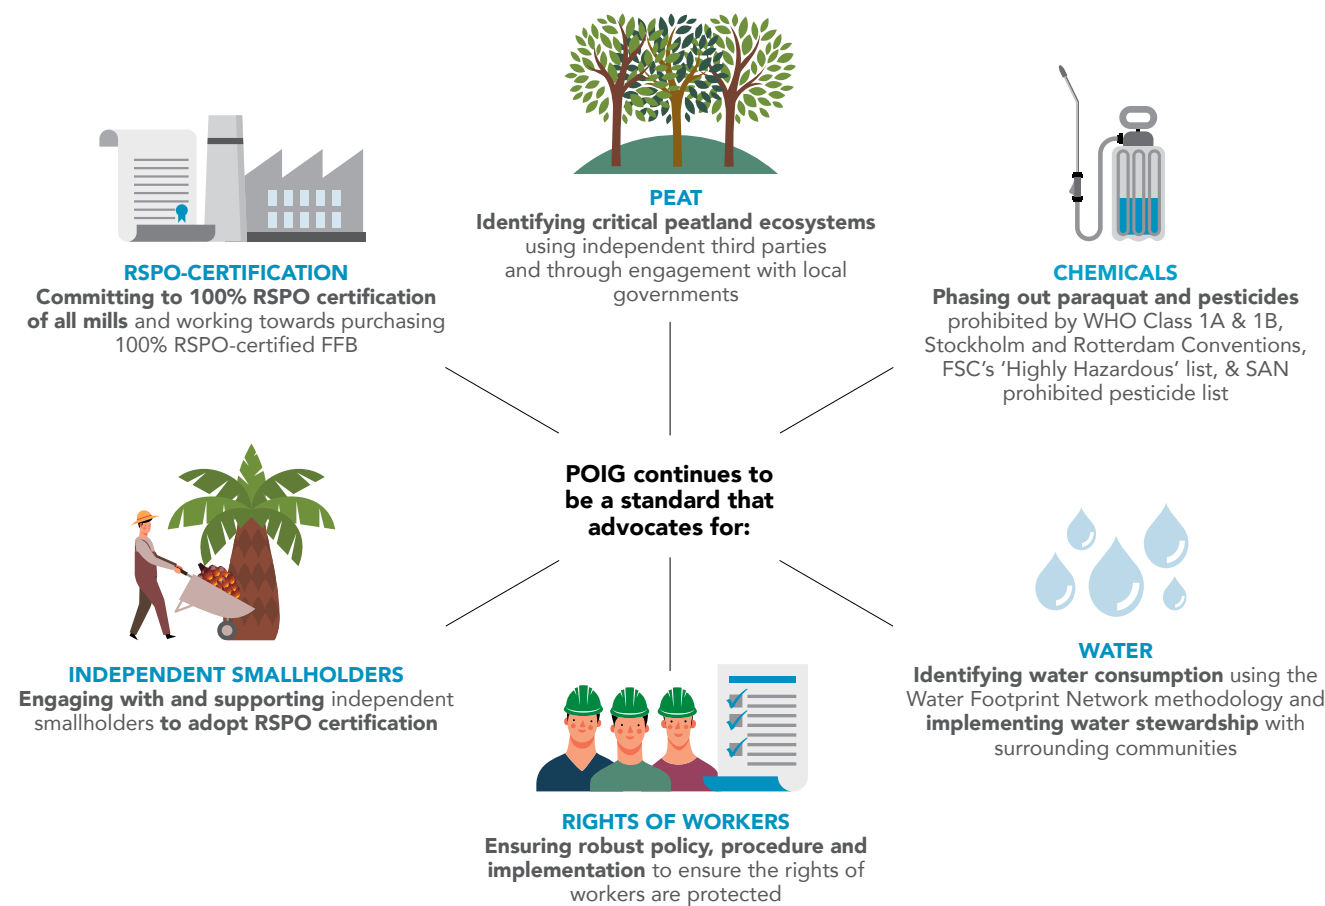 PEAT
Identifying critical peatland ecosystems
using independent third parties
and through engagement with local
governments
RSPO-CERTIFICATION
Committing to 100% RSPO certification
of all mills and working towards purchasing
100% RSPO-certified FFB
CHEMICALS
Phasing out paraquat and pesticides
prohibited by WHO Class 1A & 1B,
Stockholm and Rotterdam Conventions,
FSC's 'Highly Hazardous' list, & SAN
prohibited pesticide list
POIG continues to
be a standard that
advocates for:
INDEPENDENT SMALLHOLDERS
Engaging with and supporting independent
smallholders to adopt RSPO certification
WATER
Identifying water consumption using the
Water Footprint Network methodology and
implementing water stewardship with
surrounding communities
RIGHTS OF WORKERS
Ensuring robust policy, procedure and
implementation to ensure the rights of
workers are protected